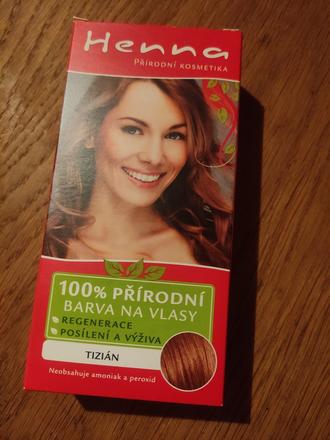 Henna
Přírodní kosmetika
100% PŘÍRODNÍ
BARVA NA VLASY
REGENERACE
POSÍLENÍ A VÝŽIVA
TIZIÁN
Neobsahuje amoniak a peroxid